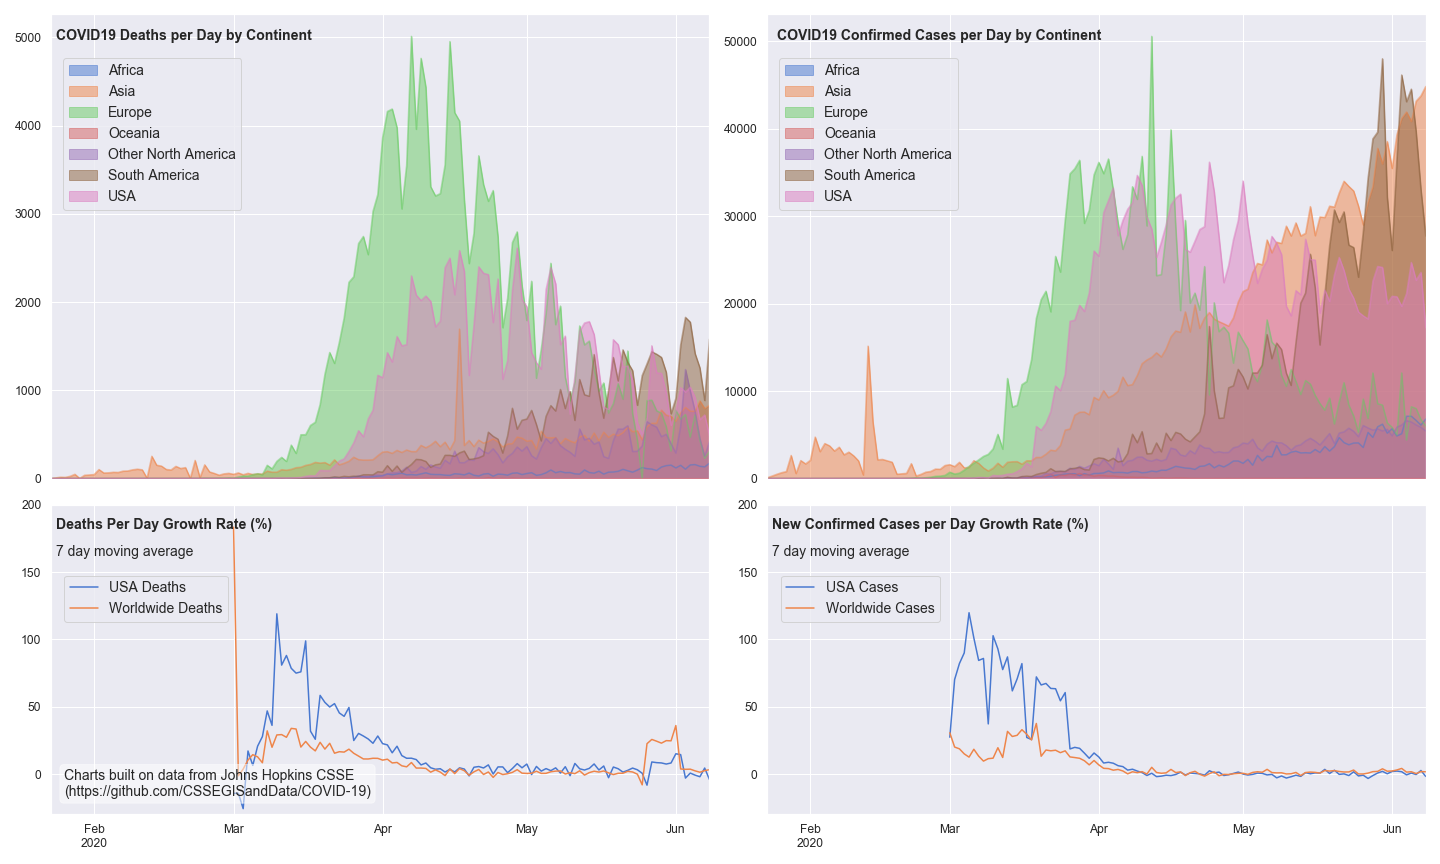 COVID19 Deaths per Day by Continent
Africa
Asia
Europe
Oceania
Other North America
South America
USA
5000
4000
3000
2000
1000
0
COVID19 Confirmed Cases per Day by Continent
Africa
Asia
Europe
Oceania
Other North America
South America
USA
50000
40000
30000
20000
10000
0
Deaths Per Day Growth Rate (%)
7 day moving average
USA Deaths
Worldwide Deaths
200
150
100
50
0
Charts built on data from Johns Hopkins CSSE
(https://github.com/CSSEGISandData/COVID-19)
Feb Mar Apr May Jun
2020
New Confirmed Cases per Day Growth Rate (%)
7 day moving average
USA Cases
Worldwide Cases
200
150
100
50
0
Feb Mar Apr May Jun
2020